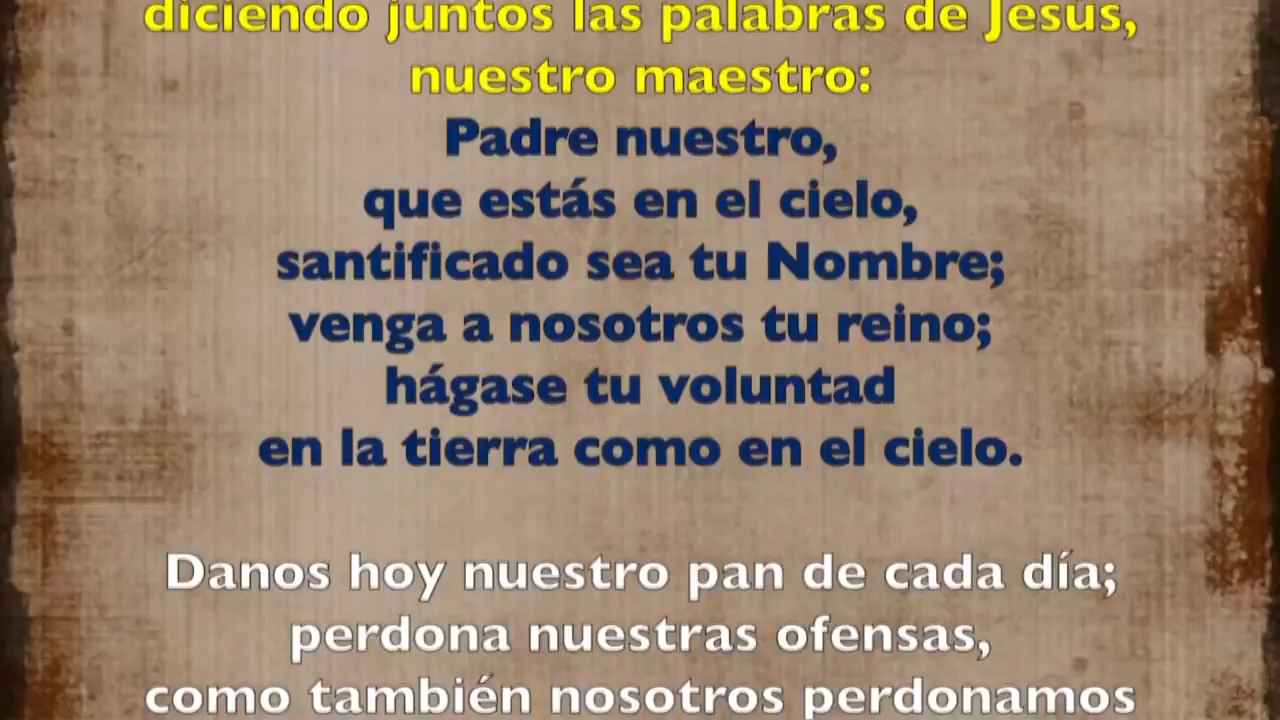 diciendo juntos las palabras de Jesús,
nuestro maestro:
Padre nuestro,
que estás en el cielo,
santificado sea tu Nombre;
venga a nosotros tu reino;
hágase tu voluntad
en la tierra como en el cielo.
Danos hoy nuestro pan de cada día;
perdona nuestras ofensas,
como también nosotros perdonamos